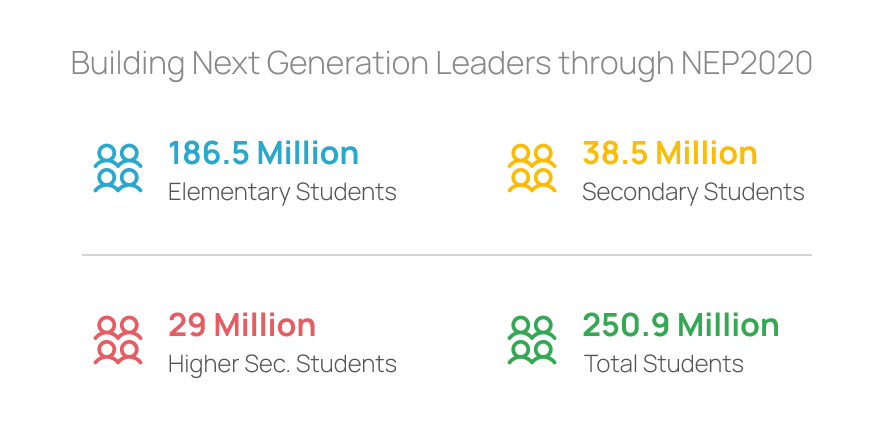 Building Next Generation Leaders through NEP2020
186.5 Million
Elementary Students
38.5 Million
Secondary Students
29 Million
Higher Sec. Students
250.9 Million
Total Students